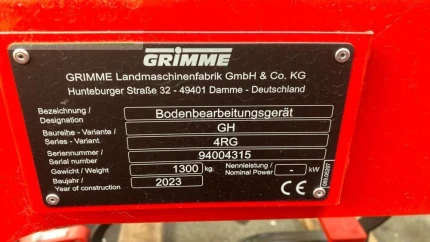 GRIMME
GRIMME Landmaschinenfabrik GmbH & Co. KG
Hunteburger Straße 32 - 49401 Damme - Deutschland
Bezeichnung / Designation Bodenbearbeitungsgerät
Baureihe - Variante / Series - Variant GH
4RG
Seriennummer / Serial number 94004315
Gewicht / Weight 1300 kg Nennleistung / Nominal Power - kW
Baujahr / Year of construction 2023 CE